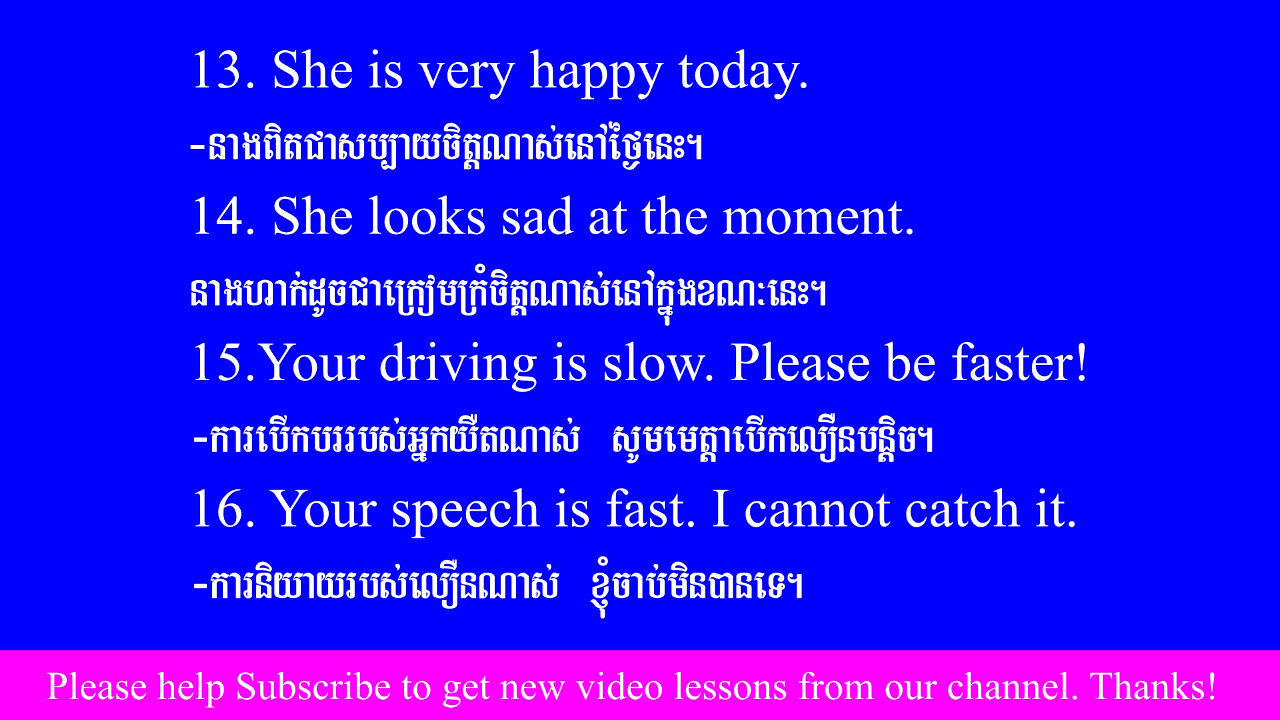 13. She is very happy today.
-នាងពិតជាសប្បាយចិត្តណាស់នៅថ្ងៃនេះ។
14. She looks sad at the moment.
នាងហាក់ដូចជាក្រៀមក្រំចិត្តណាស់នៅក្នុងខណៈនេះ។
15.Your driving is slow. Please be faster!
-ការបើកបររបស់អ្នកយឺតណាស់ សូមមេត្តាបើកលឿនបន្តិច។
16. Your speech is fast. I cannot catch it.
-ការនិយាយរបស់លឿនណាស់ ខ្ញុំចាប់មិនបានទេ។
Please help Subscribe to get new video lessons from our channel. Thanks!